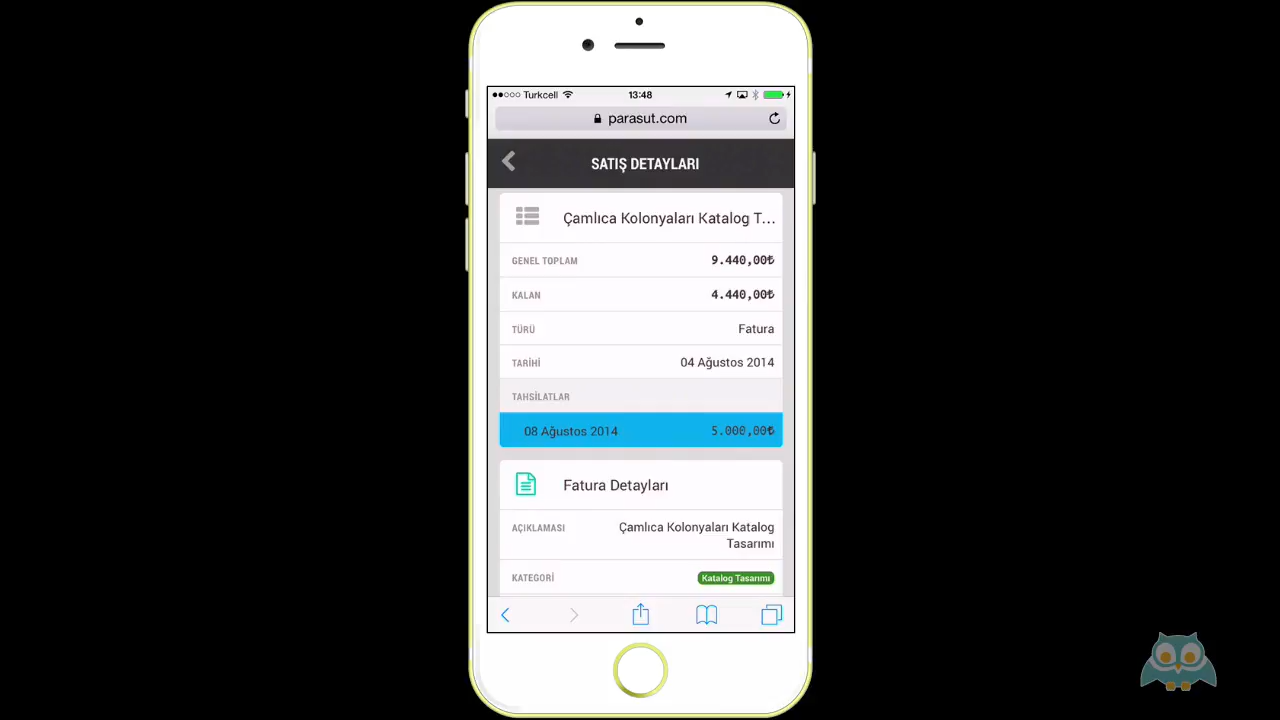 Turkcell 13:48
parasut.com
SATIŞ DETAYLARI
Çamlıca Kolonyaları Katalog T...
GENEL TOPLAM 9.440,00₺
KALAN 4.440,00₺
TÜRÜ Fatura
TARİHİ 04 Ağustos 2014
TAHSİLATLAR
08 Ağustos 2014 5.000,00₺
Fatura Detayları
AÇIKLAMASI Çamlıca Kolonyaları Katalog
Tasarımı
KATEGORİ Katalog Tasarımı